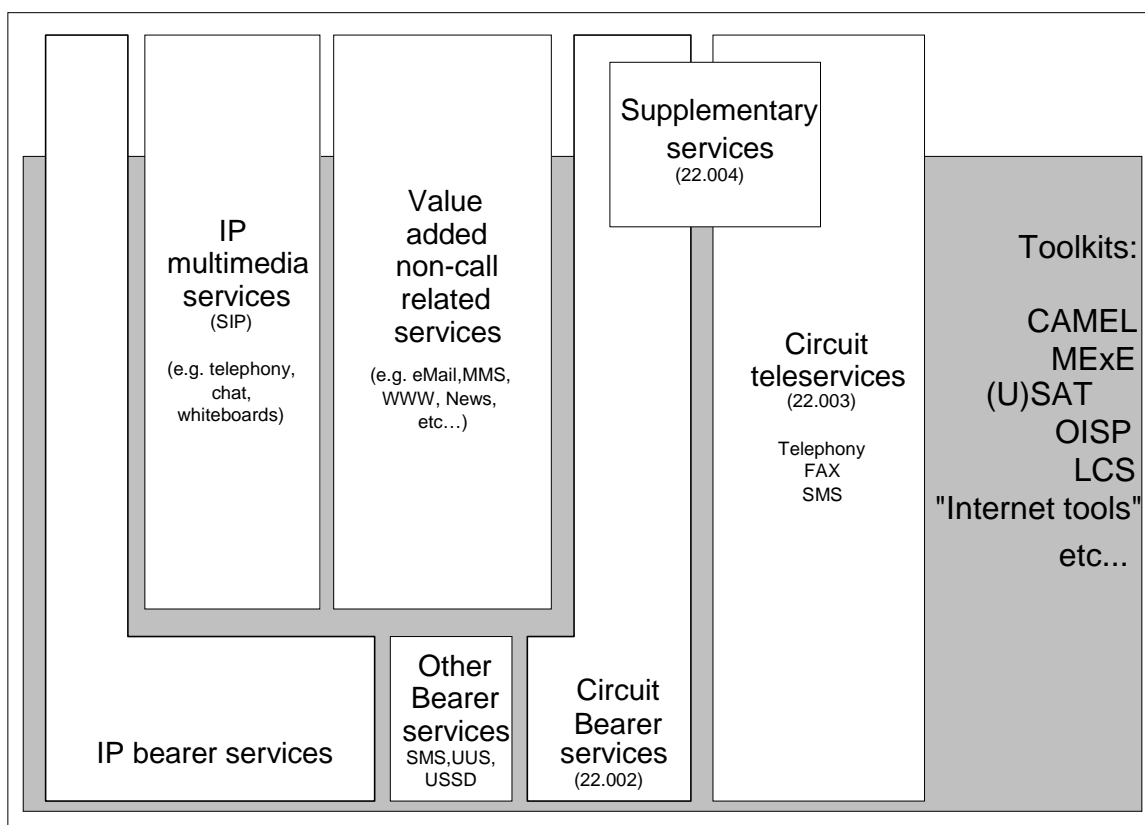 Supplementary
services
(22.004)
IP
multimedia
services
(SIP)
(e.g. telephony,
chat,
whiteboards)
Value
added
non-call
related
services
(e.g. eMail,MMS,
WWW, News,
etc…)
Circuit
teleservices
(22.003)
Telephony
FAX
SMS
Toolkits:
CAMEL
MExE
(U)SAT
OISP
LCS
"Internet tools"
etc...
IP bearer services
Other
Bearer
services
SMS,UUS,
USSD
Circuit
Bearer
services
(22.002)